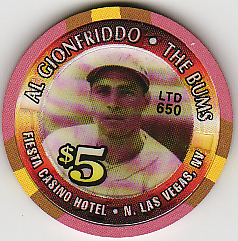 AL GIONFRIDDO • THE BUMS
LTD
650
$5
FIESTA CASINO HOTEL • N. LAS VEGAS, NV